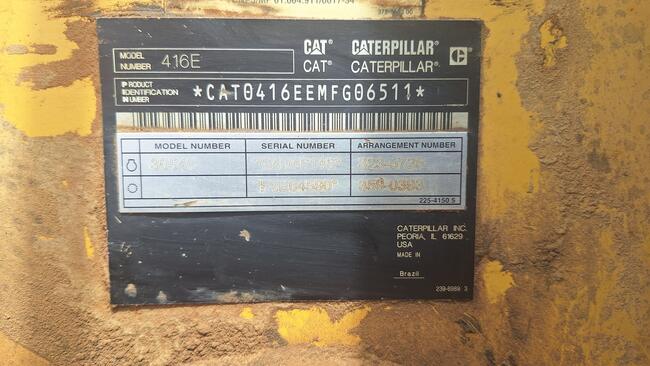 MODEL NUMBER 416E
CAT CATERPILLAR
CAT® CATERPILLAR®
PRODUCT IDENTIFICATION NUMBER *CAT0416EEMFG06511*
MODEL NUMBER SERIAL NUMBER ARRANGEMENT NUMBER
225-4150 5
CATERPILLAR INC.
PEORIA, IL 61629
USA
MADE IN
Brazil
239-6969 3